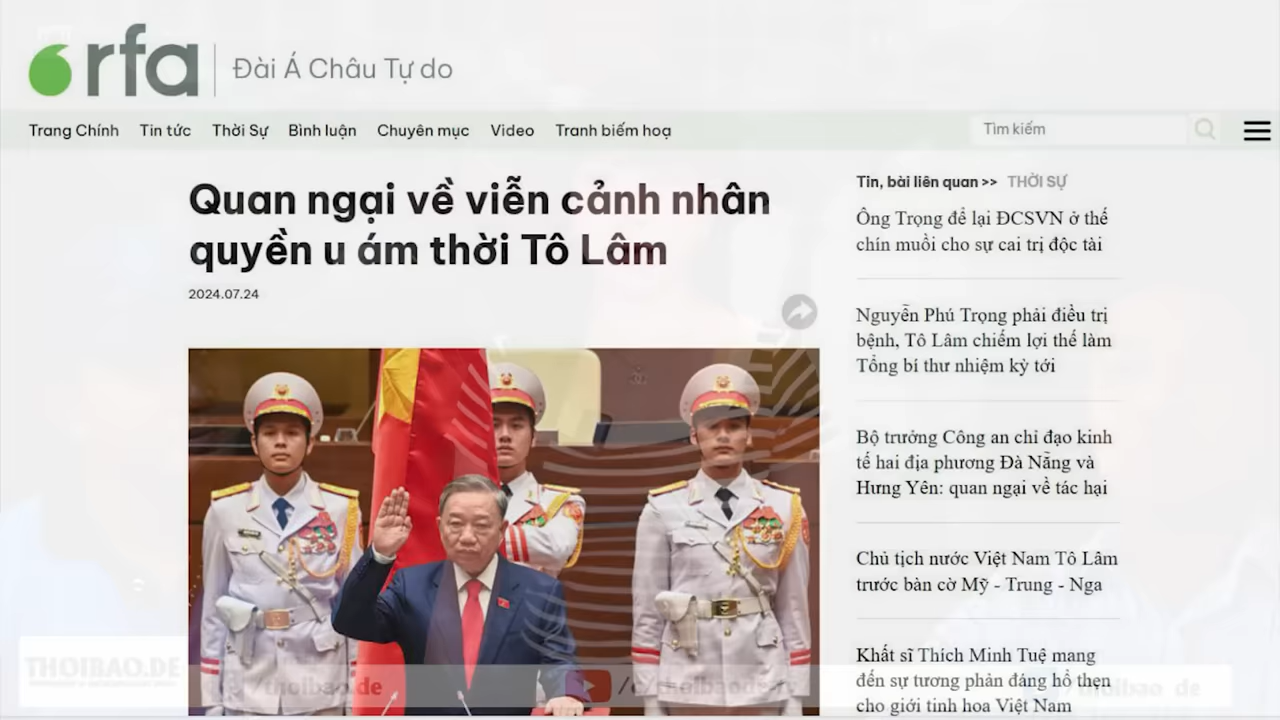 rfa
Đài Á Châu Tự do
Trang Chính Tin tức Thời Sự Bình luận Chuyên mục Video Tranh biếm hoạ
Tìm kiếm
Quan ngại về viễn cảnh nhân
quyền u ám thời Tô Lâm
2024.07.24
Tin, bài liên quan >> THỜI SỰ
Ông Trọng để lại ĐCSVN ở thế
chín muồi cho sự cai trị độc tài
Nguyễn Phú Trọng phải điều trị
bệnh, Tô Lâm chiếm lợi thế làm
Tổng bí thư nhiệm kỳ tới
Bộ trưởng Công an chỉ đạo kinh
tế hai địa phương Đà Nẵng và
Hưng Yên: quan ngại về tác hại
Chủ tịch nước Việt Nam Tô Lâm
trước bàn cờ Mỹ - Trung - Nga
Khất sĩ Thích Minh Tuệ mang
đến sự tương phản đáng hổ thẹn
cho giới tinh hoa Việt Nam
THOIBAO.DE
/thoibao.de